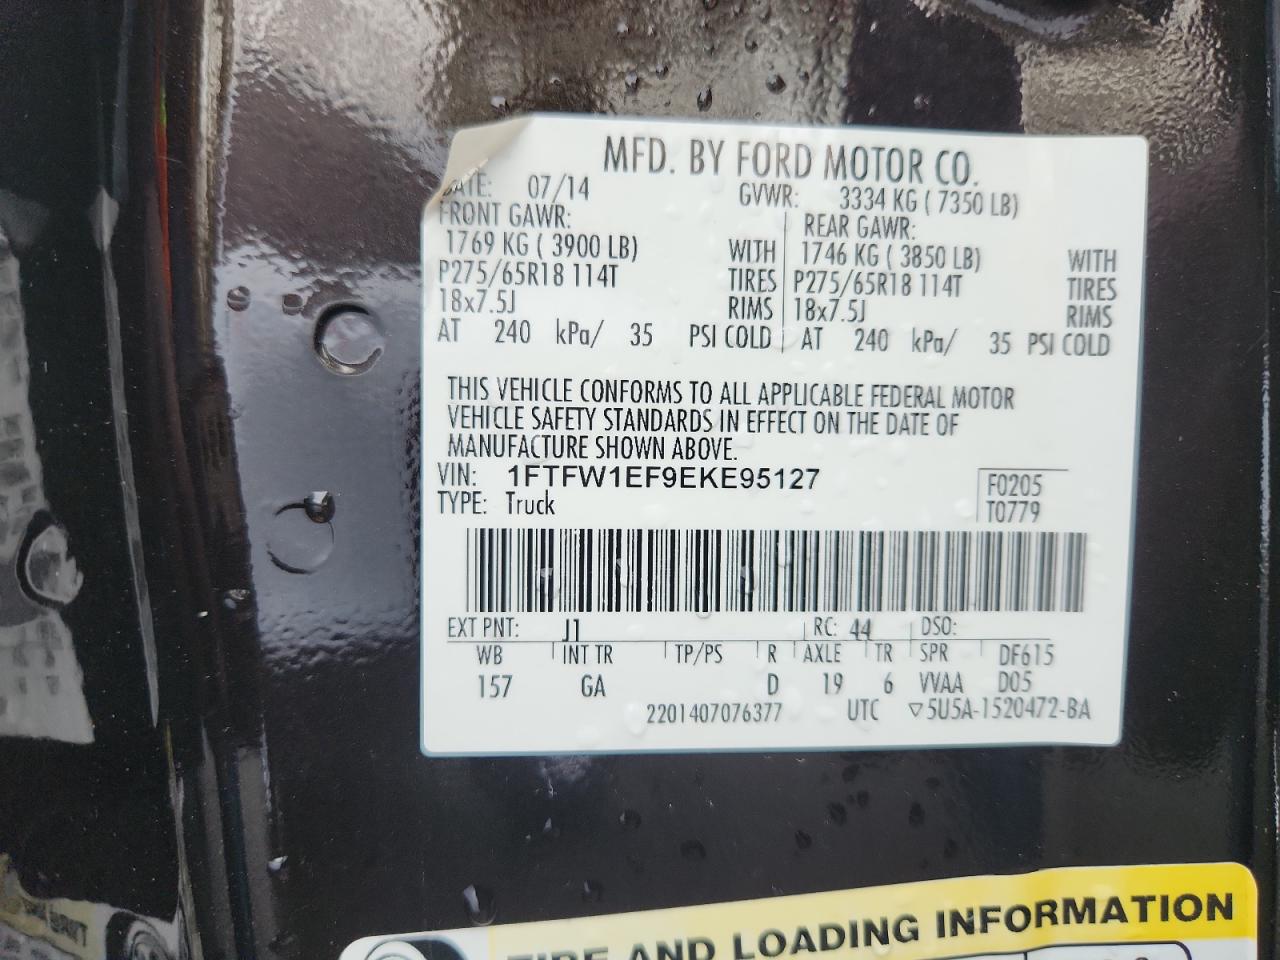 MFD. BY FORD MOTOR CO.
DATE: 07/14 GVWR: 3334 KG ( 7350 LB)
FRONT GAWR: REAR GAWR:
1769 KG ( 3900 LB) WITH 1746 KG ( 3850 LB) WITH
P275/65R18 114T TIRES P275/65R18 114T TIRES
18x7.5J RIMS 18x7.5J RIMS
AT 240 kPa/ 35 PSI COLD AT 240 kPa/ 35 PSI COLD
THIS VEHICLE CONFORMS TO ALL APPLICABLE FEDERAL MOTOR
VEHICLE SAFETY STANDARDS IN EFFECT ON THE DATE OF
MANUFACTURE SHOWN ABOVE.
VIN: 1FTFW1EF9EKE95127 F0205
TYPE: Truck T0779
EXT PNT: J1 RC: 44 DSO:
WB INT TR TP/PS R AXLE TR SPR DF615
157 GA D 19 6 VVAA D05
2201407076377 UTC ▽5U5A-1520472-BA
TIRE AND LOADING INFORMATION